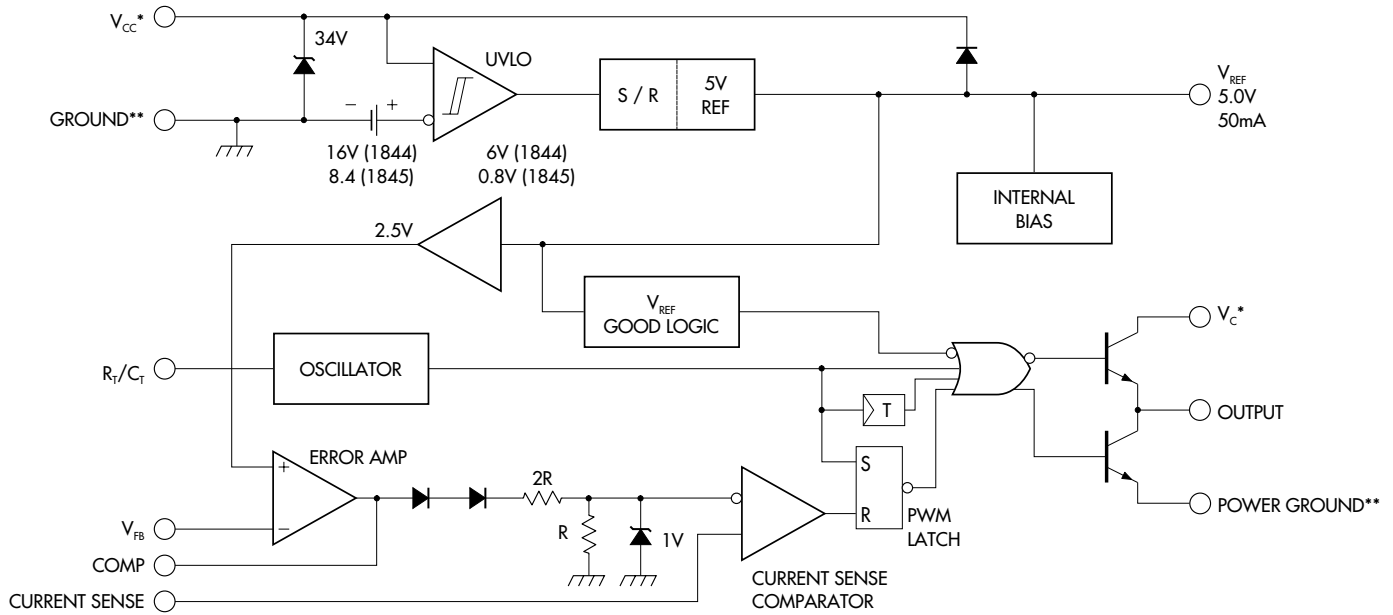 V_CC*
34V
UVLO
S / R
5V
REF
V_REF
5.0V
50mA
GROUND**
− +
16V (1844)
8.4 (1845)
6V (1844)
0.8V (1845)
INTERNAL
BIAS
2.5V
V_REF
GOOD LOGIC
V_C*
R_T/C_T
OSCILLATOR
T
OUTPUT
ERROR AMP
+
−
2R
S
R
PWM
LATCH
POWER GROUND**
V_FB
R
1V
COMP
CURRENT SENSE
CURRENT SENSE
COMPARATOR